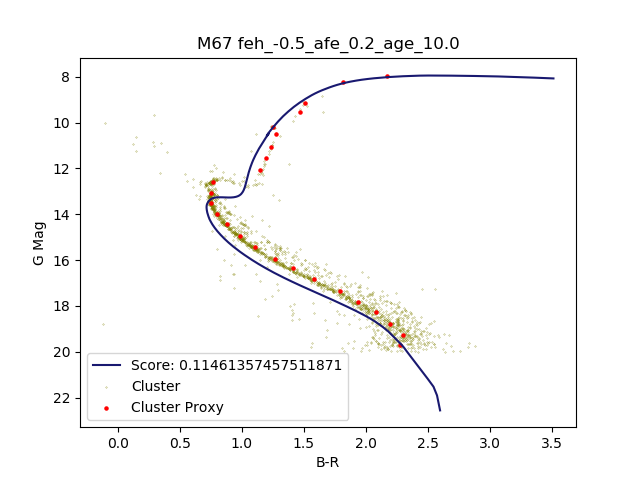 M67 feh_-0.5_afe_0.2_age_10.0
8
10
12
14
16
18
20
22
G Mag
Score: 0.11461357457511871
Cluster
Cluster Proxy
0.0 0.5 1.0 1.5 2.0 2.5 3.0 3.5
B-R